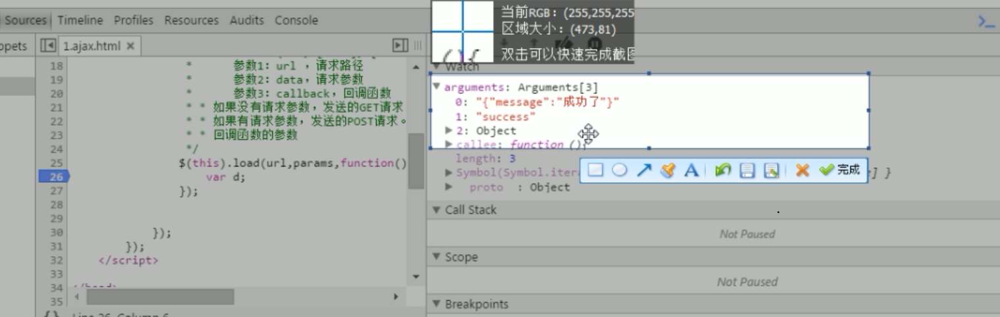 Sources Timeline Profiles Resources Audits Console
当前RGB: (255,255,255
区域大小: (473,81)
双击可以快速完成截图
ppets
1.ajax.html
Watch
18 * 参数1: url ,请求路径
19 * 参数2: data, 请求参数
20 * 参数3: callback, 回调函数
21 * * 如果没有请求参数,发送的GET请求
22 * * 如果有请求参数,发送的POST请求。
23 * * 回调函数的参数
24 */
25 $(this).load(url,params,function()
26 var d;
27 });
28
29
30 });
31 });
32 </script>
33
34
35
arguments: Arguments[3]
0: "{"message":"成功了"}"
1: "success"
2: Object
callee: function ()
length: 3
Symbol(Symbol.itera
] }
完成
proto : Object
Call Stack
Not Paused
Scope
Not Paused
Breakpoints
{} Line 26, Column 6